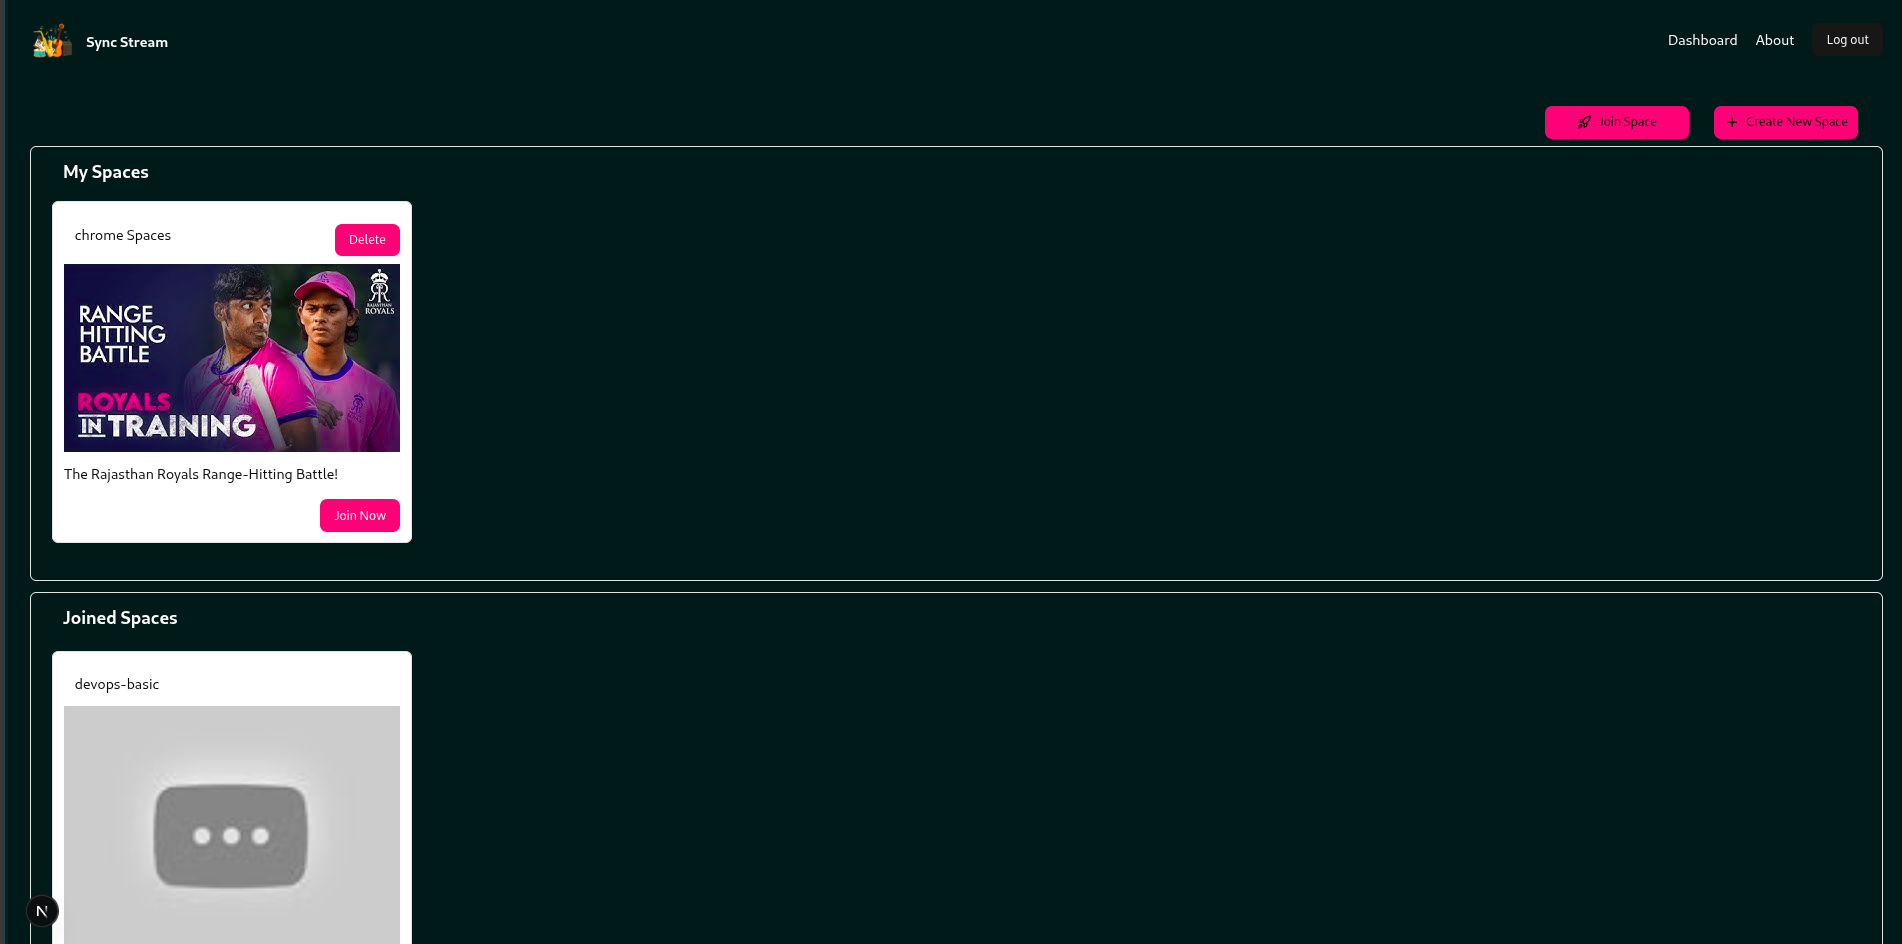 Sync Stream
Dashboard
About
Log out
Join Space
Create New Space
My Spaces
chrome Spaces
Delete
RAJASTHAN
ROYALS
RANGE
HITTING
BATTLE
ROYALS
IN TRAINING
The Rajasthan Royals Range-Hitting Battle!
Join Now
Joined Spaces
devops-basic
N